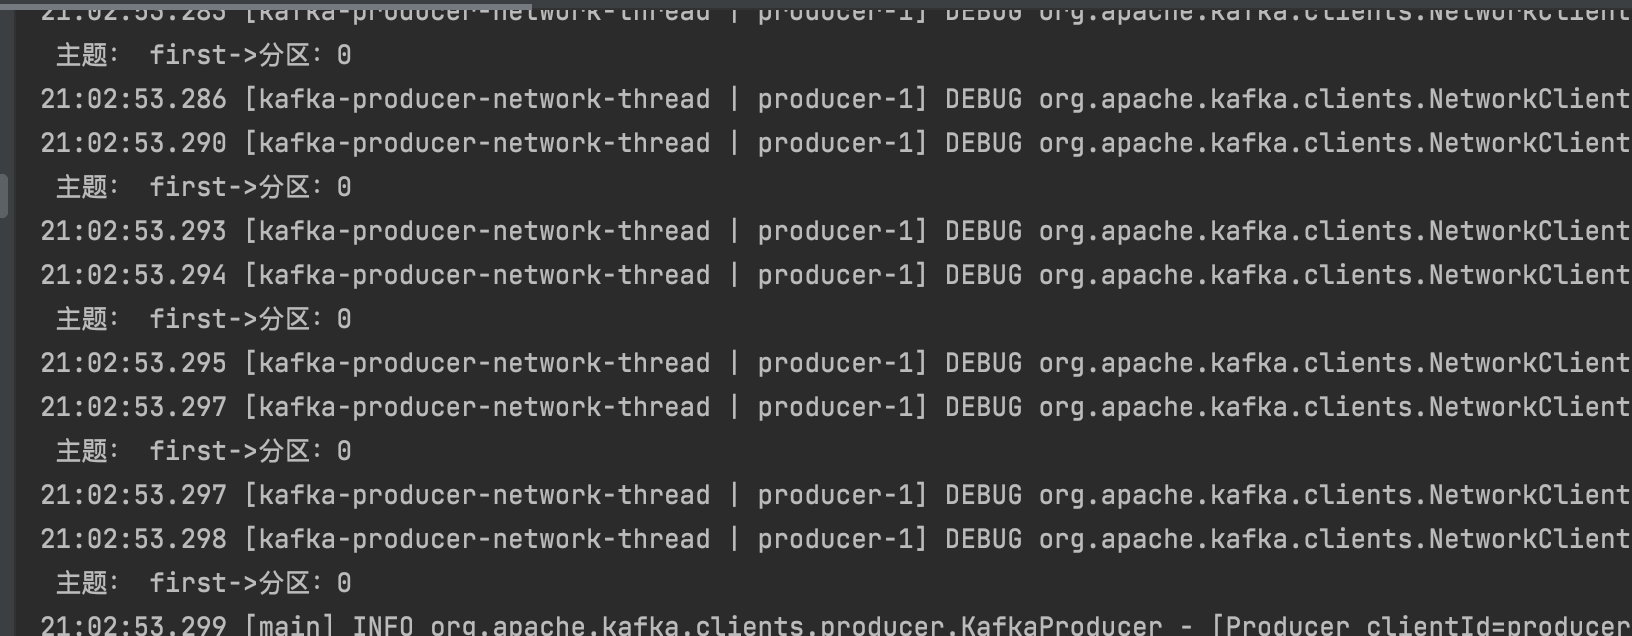 21:02:53.285 [kafka-producer-network-thread | producer-1] DEBUG org.apache.kafka.clients.NetworkClient
主题： first->分区：0
21:02:53.286 [kafka-producer-network-thread | producer-1] DEBUG org.apache.kafka.clients.NetworkClient
21:02:53.290 [kafka-producer-network-thread | producer-1] DEBUG org.apache.kafka.clients.NetworkClient
主题： first->分区：0
21:02:53.293 [kafka-producer-network-thread | producer-1] DEBUG org.apache.kafka.clients.NetworkClient
21:02:53.294 [kafka-producer-network-thread | producer-1] DEBUG org.apache.kafka.clients.NetworkClient
主题： first->分区：0
21:02:53.295 [kafka-producer-network-thread | producer-1] DEBUG org.apache.kafka.clients.NetworkClient
21:02:53.297 [kafka-producer-network-thread | producer-1] DEBUG org.apache.kafka.clients.NetworkClient
主题： first->分区：0
21:02:53.297 [kafka-producer-network-thread | producer-1] DEBUG org.apache.kafka.clients.NetworkClient
21:02:53.298 [kafka-producer-network-thread | producer-1] DEBUG org.apache.kafka.clients.NetworkClient
主题： first->分区：0
21:02:53.299 [main] INFO org.apache.kafka.clients.producer.KafkaProducer - [Producer clientId=producer